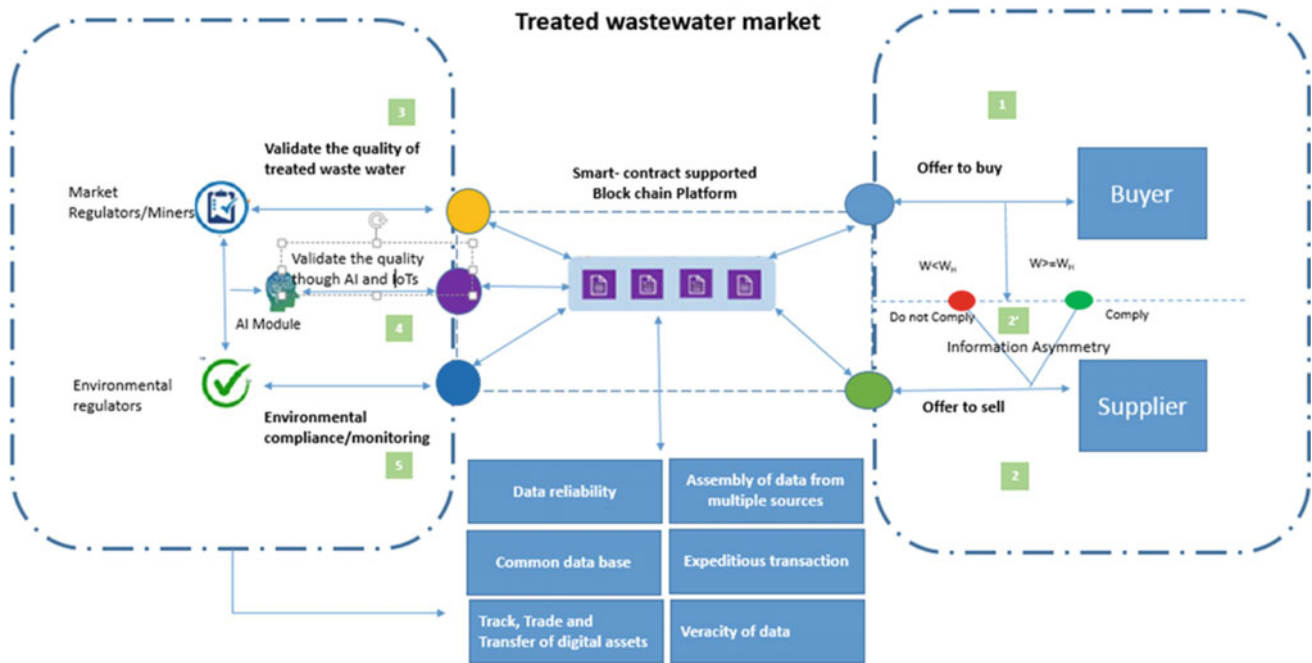 Treated wastewater market
3
Validate the quality of
treated waste water
Market
Regulators/Miners
Validate the quality
though AI and IoTs
AI Module
4
Environmental
regulators
Environmental
compliance/monitoring
5
Smart- contract supported
Block chain Platform
1
Offer to buy
Buyer
W<W_H
W>=W_H
Do not Comply
2'
Comply
Information Asymmetry
Offer to sell
Supplier
2
Data reliability
Assembly of data from
multiple sources
Common data base
Expeditious transaction
Track, Trade and
Transfer of digital assets
Veracity of data